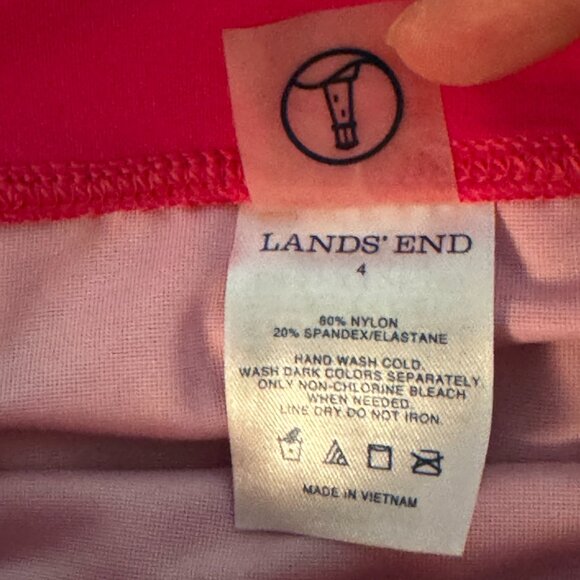 LANDS' END
4
80% NYLON
20% SPANDEX/ELASTANE
HAND WASH COLD.
WASH DARK COLORS SEPARATELY.
ONLY NON-CHLORINE BLEACH
WHEN NEEDED.
LINE DRY.DO NOT IRON.
MADE IN VIETNAM